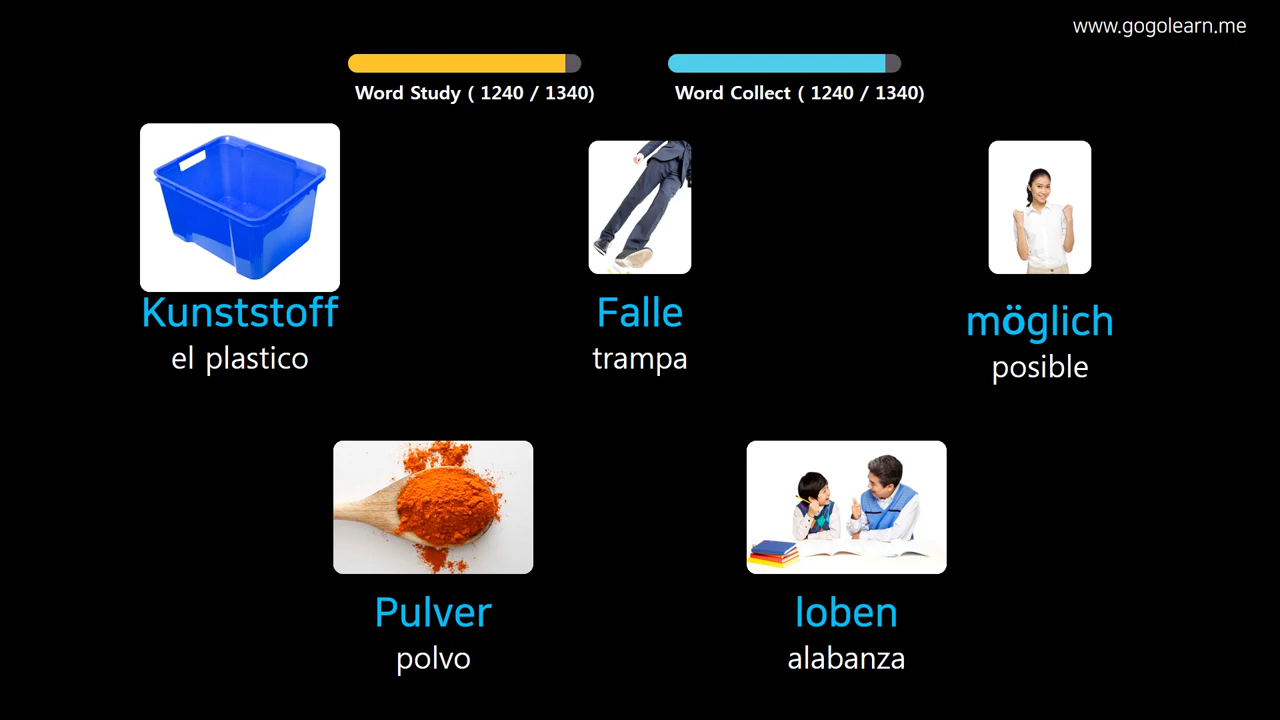 www.gogolearn.me
Word Study ( 1240 / 1340)
Word Collect ( 1240 / 1340)
Kunststoff
el plastico
Falle
trampa
möglich
posible
Pulver
polvo
loben
alabanza